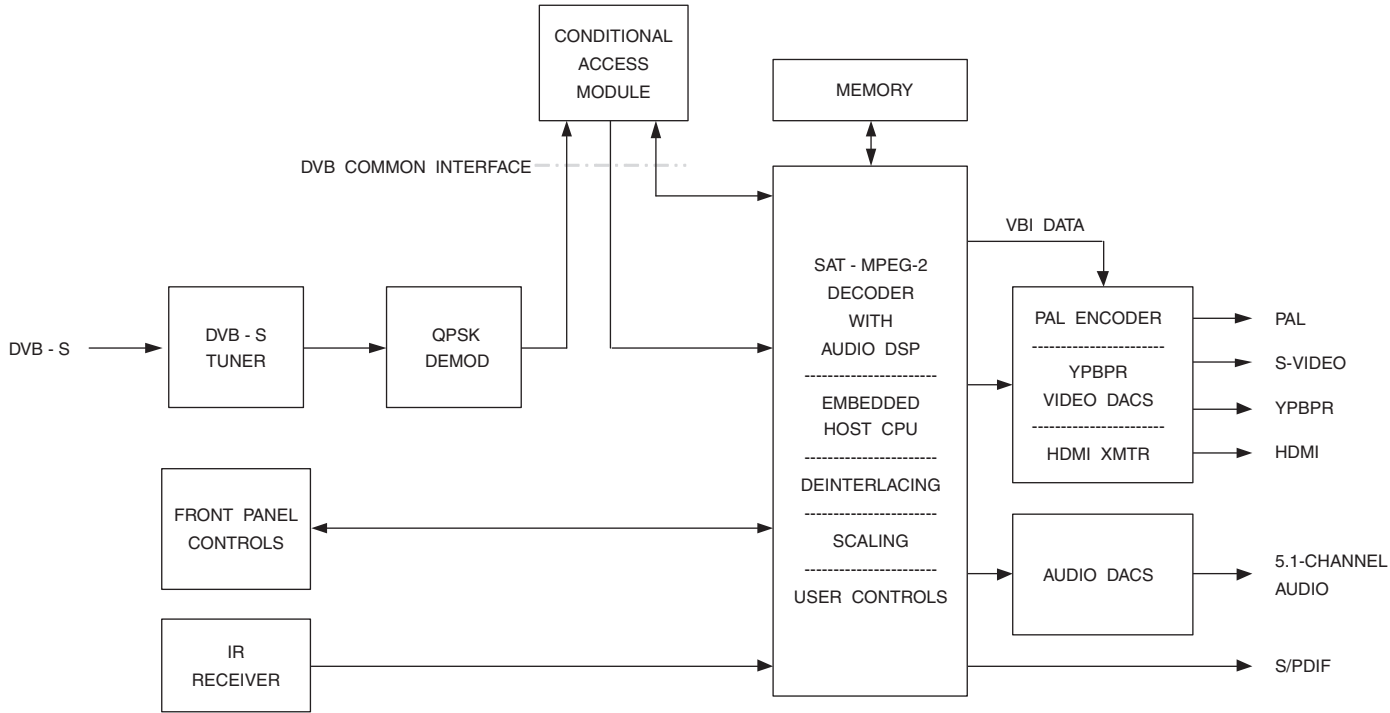 CONDITIONAL
ACCESS
MODULE
MEMORY
DVB COMMON INTERFACE
VBI DATA
SAT - MPEG-2
DECODER
WITH
AUDIO DSP
EMBEDDED
HOST CPU
DEINTERLACING
SCALING
USER CONTROLS
DVB - S
DVB - S
TUNER
QPSK
DEMOD
PAL ENCODER
YPBPR
VIDEO DACS
HDMI XMTR
PAL
S-VIDEO
YPBPR
HDMI
FRONT PANEL
CONTROLS
AUDIO DACS
5.1-CHANNEL
AUDIO
IR
RECEIVER
S/PDIF